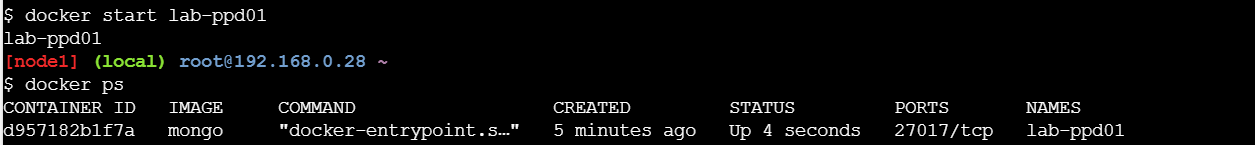 $ docker start lab-ppd01
lab-ppd01
[node1] (local) root@192.168.0.28 ~
$ docker ps
CONTAINER ID   IMAGE     COMMAND                  CREATED         STATUS         PORTS       NAMES
d957182b1f7a   mongo     "docker-entrypoint.s…"   5 minutes ago   Up 4 seconds   27017/tcp   lab-ppd01